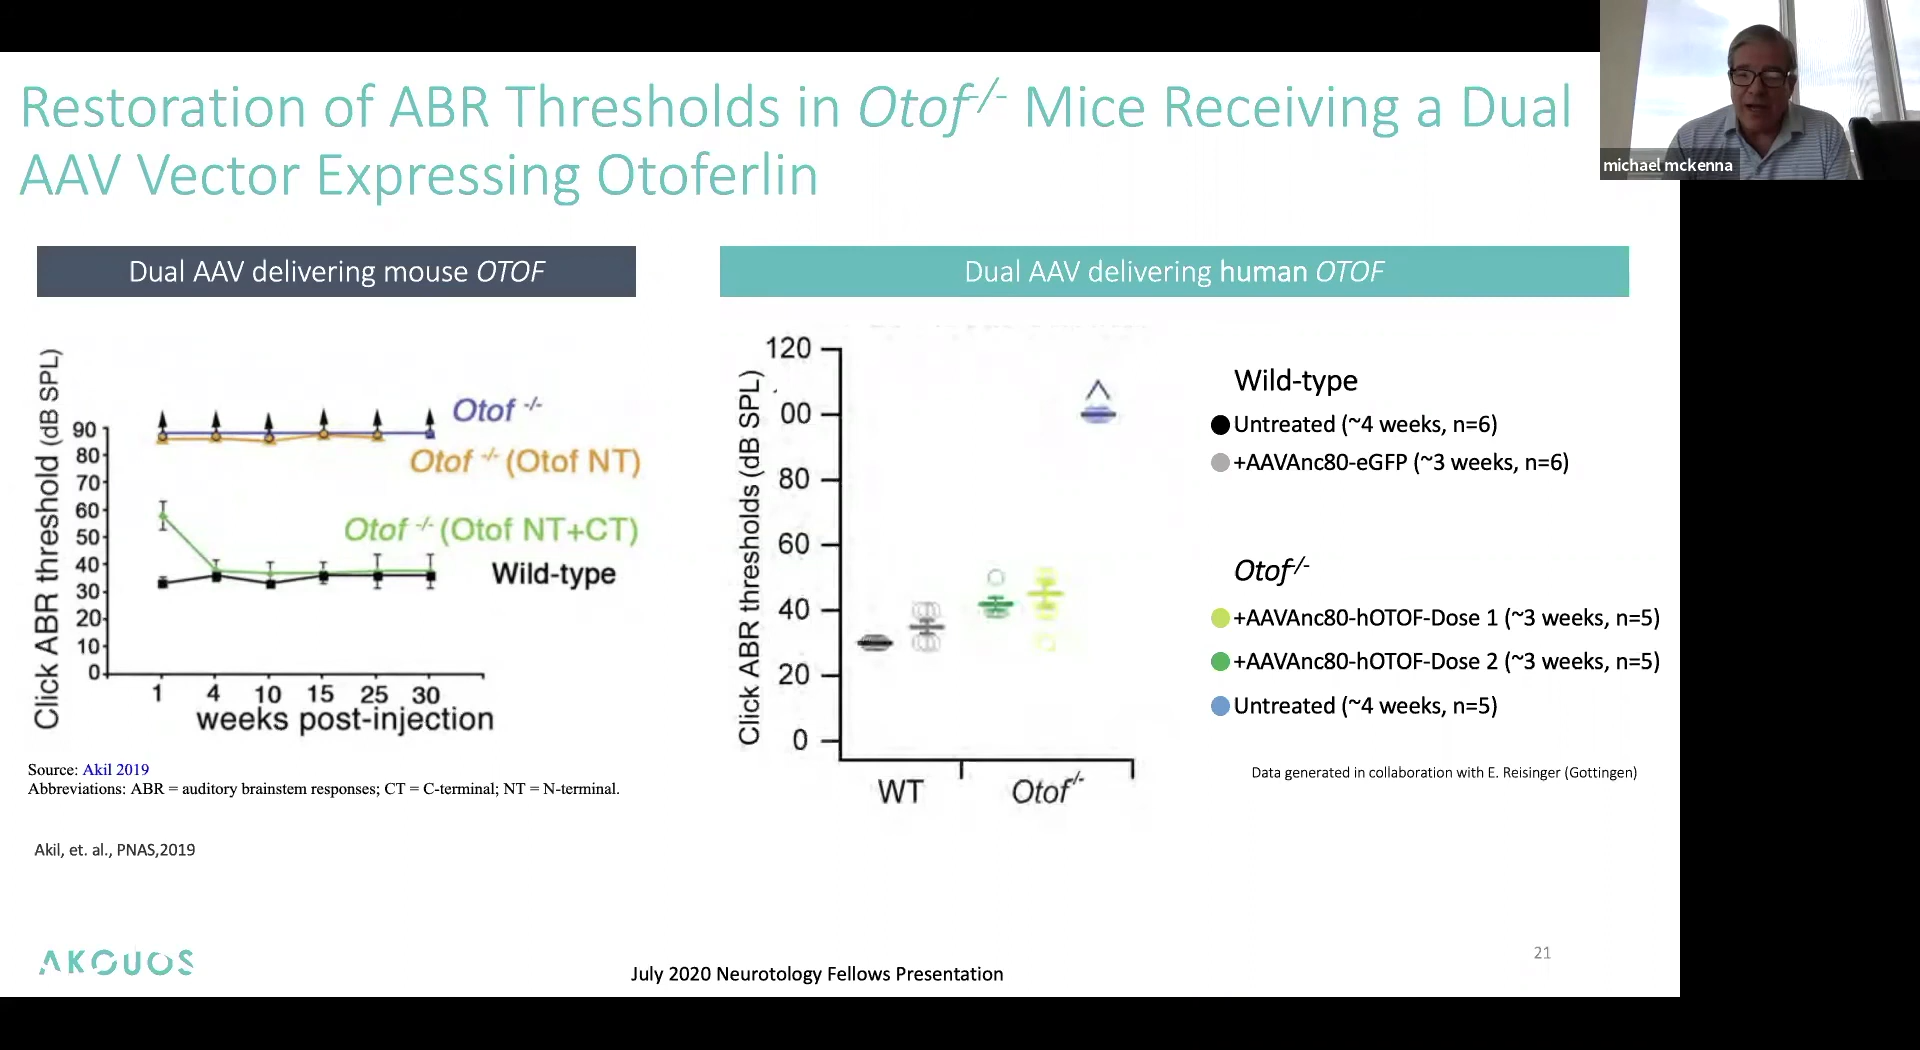 Restoration of ABR Thresholds in Otof-/- Mice Receiving a Dual
AAV Vector Expressing Otoferlin
michael mckenna
Dual AAV delivering mouse OTOF
Click ABR threshold (dB SPL)
90
80
70
60
50
40
30
20
10
0
1 4 10 15 25 30
weeks post-injection
Otof -/-
Otof -/- (Otof NT)
Otof -/- (Otof NT+CT)
Wild-type
Source: Akil 2019
Abbreviations: ABR = auditory brainstem responses; CT = C-terminal; NT = N-terminal.
Akil, et. al., PNAS,2019
Dual AAV delivering human OTOF
Click ABR thresholds (dB SPL)
120
00
80
60
40
20
0
WT Otof-/-
Wild-type
Untreated (~4 weeks, n=6)
+AAVAnc80-eGFP (~3 weeks, n=6)
Otof-/-
+AAVAnc80-hOTOF-Dose 1 (~3 weeks, n=5)
+AAVAnc80-hOTOF-Dose 2 (~3 weeks, n=5)
Untreated (~4 weeks, n=5)
Data generated in collaboration with E. Reisinger (Gottingen)
AKOUOS
July 2020 Neurotology Fellows Presentation
21